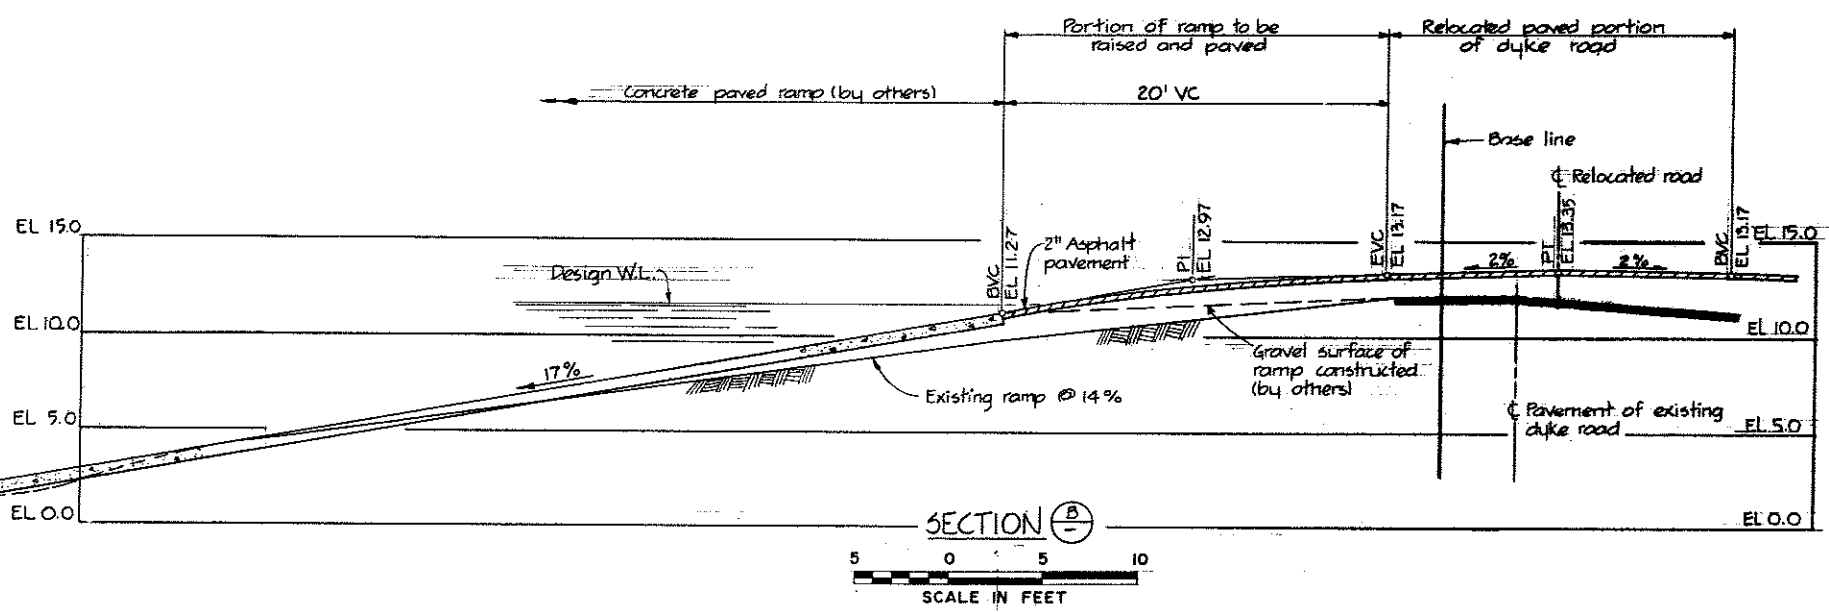 Portion of ramp to be
raised and paved
Relocated paved portion
of dyke road
Concrete paved ramp (by others)
20' VC
Base line
℄ Relocated road
EL 15.0
Design W.L.
BVC
EL 11.27
2" Asphalt
pavement
PI
EL 12.97
EVC
EL 13.17
2%
PI
EL 13.35
2%
BVC
EL 13.17
EL 15.0
EL 10.0
EL 10.0
17%
Existing ramp @ 14%
Gravel surface of
ramp constructed
(by others)
EL 5.0
℄ Pavement of existing
dyke road
EL 5.0
EL 0.0
SECTION B
-
EL 0.0
5 0 5 10
SCALE IN FEET